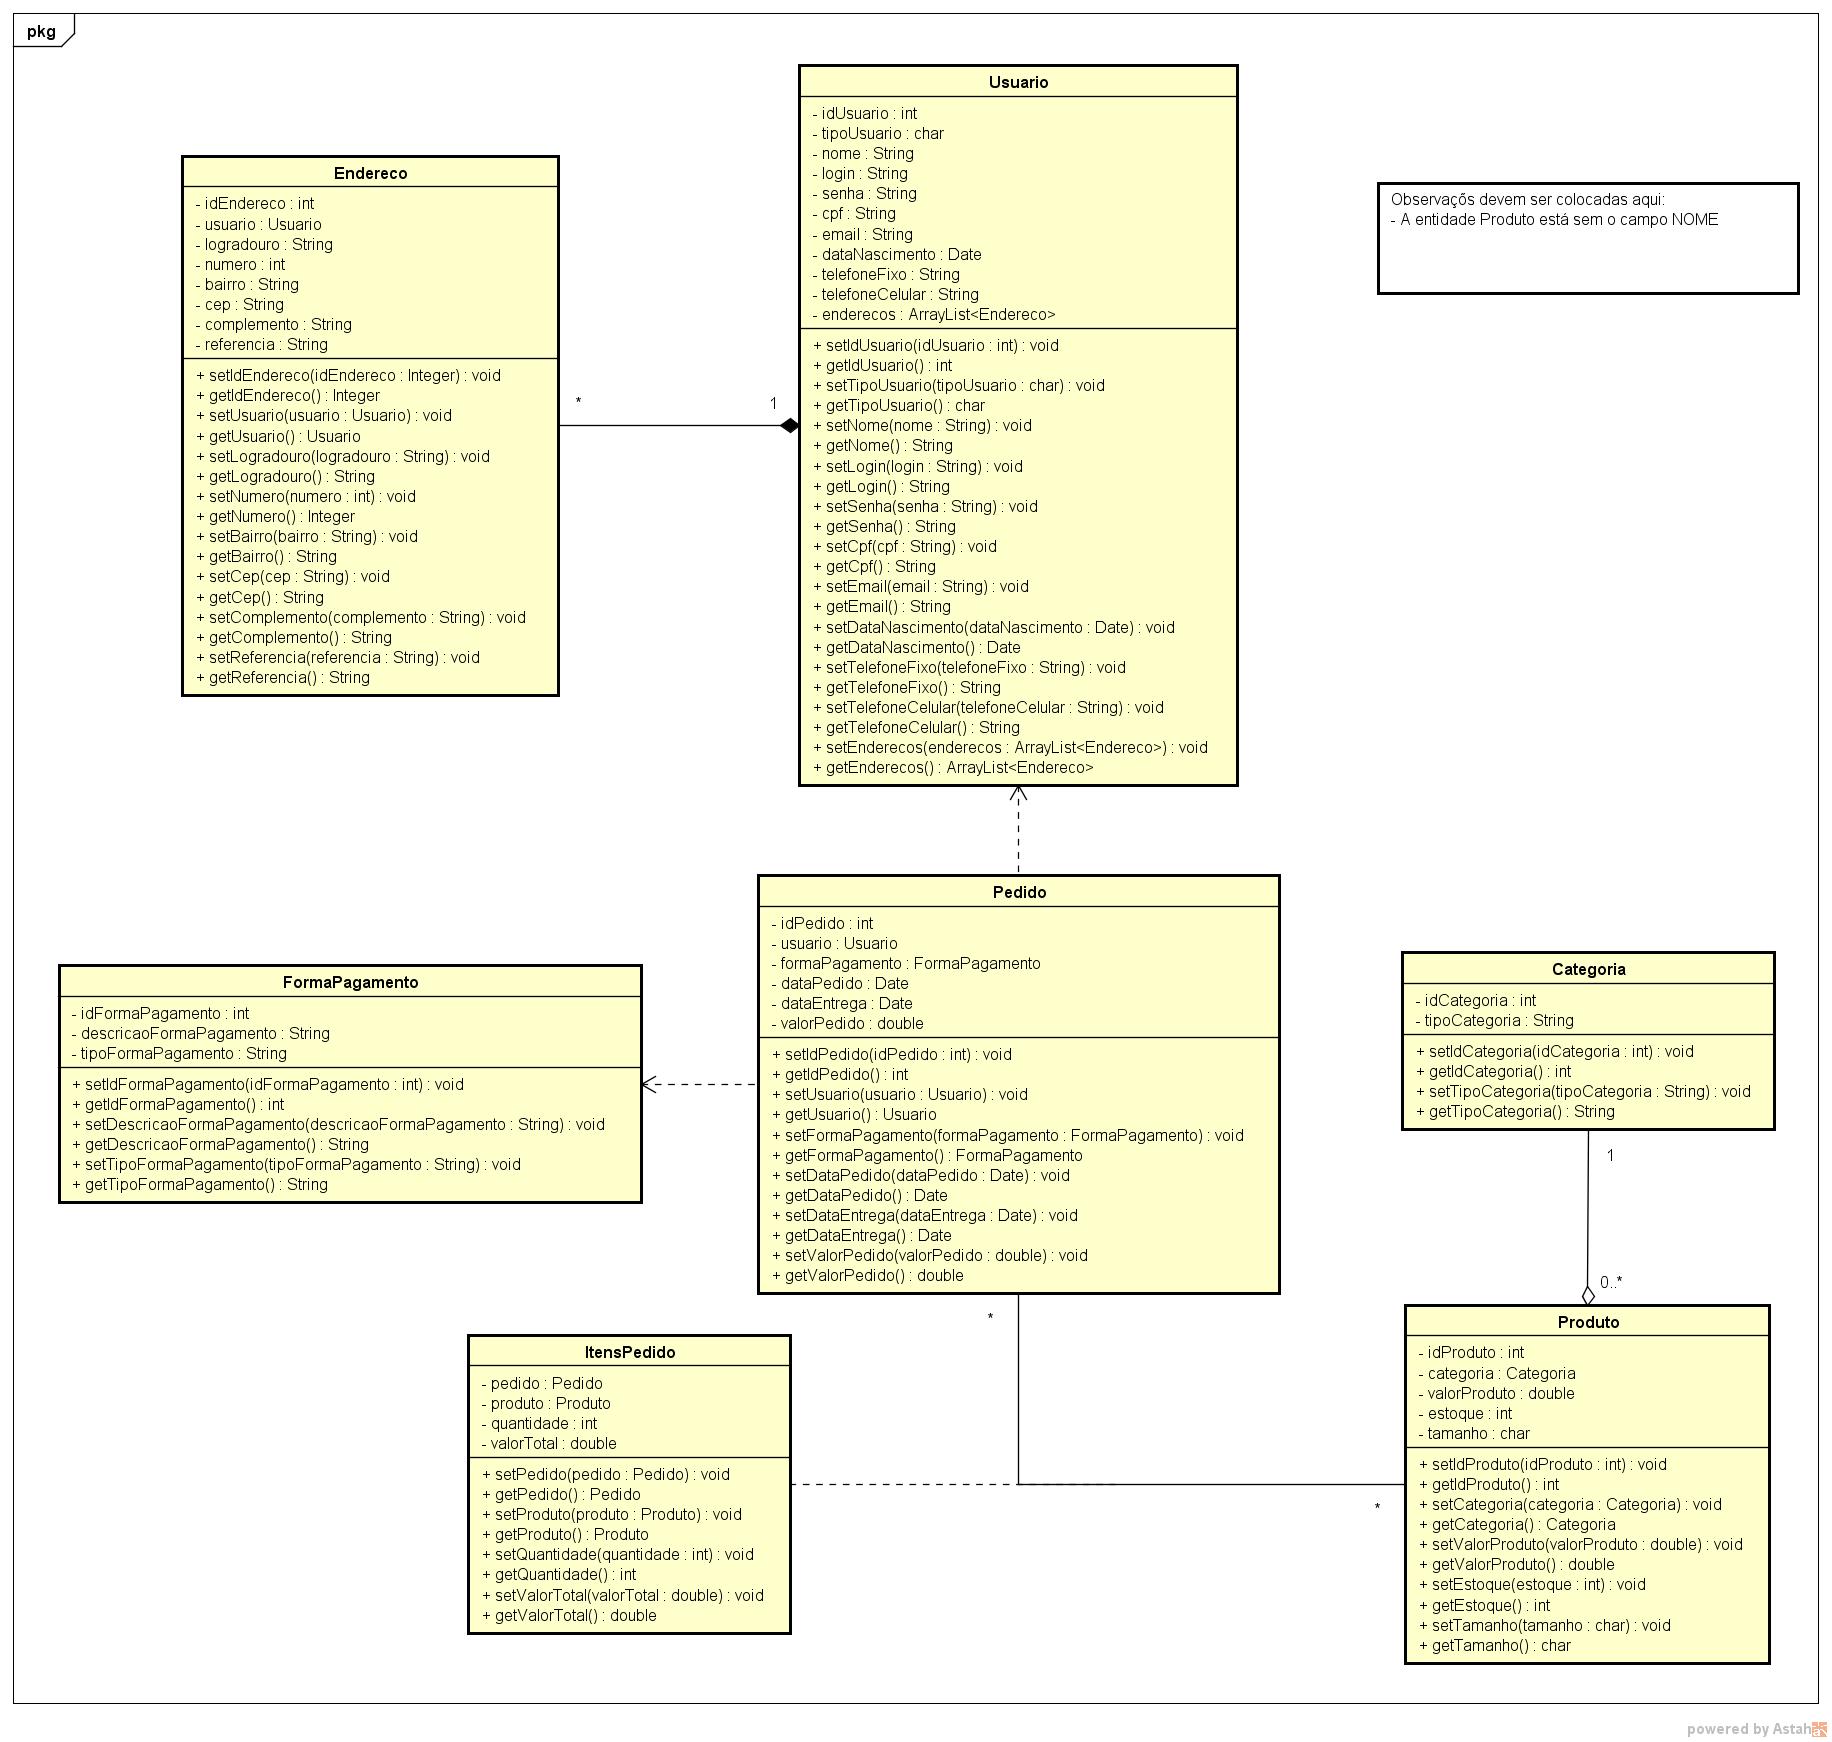 pkg
Usuario
- idUsuario : int
- tipoUsuario : char
- nome : String
- login : String
- senha : String
- cpf : String
- email : String
- dataNascimento : Date
- telefoneFixo : String
- telefoneCelular : String
- enderecos : ArrayList<Endereco>
+ setIdUsuario(idUsuario : int) : void
+ getIdUsuario() : int
+ setTipoUsuario(tipoUsuario : char) : void
+ getTipoUsuario() : char
+ setNome(nome : String) : void
+ getNome() : String
+ setLogin(login : String) : void
+ getLogin() : String
+ setSenha(senha : String) : void
+ getSenha() : String
+ setCpf(cpf : String) : void
+ getCpf() : String
+ setEmail(email : String) : void
+ getEmail() : String
+ setDataNascimento(dataNascimento : Date) : void
+ getDataNascimento() : Date
+ setTelefoneFixo(telefoneFixo : String) : void
+ getTelefoneFixo() : String
+ setTelefoneCelular(telefoneCelular : String) : void
+ getTelefoneCelular() : String
+ setEnderecos(enderecos : ArrayList<Endereco>) : void
+ getEnderecos() : ArrayList<Endereco>
Endereco
- idEndereco : int
- usuario : Usuario
- logradouro : String
- numero : int
- bairro : String
- cep : String
- complemento : String
- referencia : String
+ setIdEndereco(idEndereco : Integer) : void
+ getIdEndereco() : Integer
+ setUsuario(usuario : Usuario) : void
+ getUsuario() : Usuario
+ setLogradouro(logradouro : String) : void
+ getLogradouro() : String
+ setNumero(numero : int) : void
+ getNumero() : Integer
+ setBairro(bairro : String) : void
+ getBairro() : String
+ setCep(cep : String) : void
+ getCep() : String
+ setComplemento(complemento : String) : void
+ getComplemento() : String
+ setReferencia(referencia : String) : void
+ getReferencia() : String
* 1
Observaçõs devem ser colocadas aqui:
- A entidade Produto está sem o campo NOME
Pedido
- idPedido : int
- usuario : Usuario
- formaPagamento : FormaPagamento
- dataPedido : Date
- dataEntrega : Date
- valorPedido : double
+ setIdPedido(idPedido : int) : void
+ getIdPedido() : int
+ setUsuario(usuario : Usuario) : void
+ getUsuario() : Usuario
+ setFormaPagamento(formaPagamento : FormaPagamento) : void
+ getFormaPagamento() : FormaPagamento
+ setDataPedido(dataPedido : Date) : void
+ getDataPedido() : Date
+ setDataEntrega(dataEntrega : Date) : void
+ getDataEntrega() : Date
+ setValorPedido(valorPedido : double) : void
+ getValorPedido() : double
FormaPagamento
- idFormaPagamento : int
- descricaoFormaPagamento : String
- tipoFormaPagamento : String
+ setIdFormaPagamento(idFormaPagamento : int) : void
+ getIdFormaPagamento() : int
+ setDescricaoFormaPagamento(descricaoFormaPagamento : String) : void
+ getDescricaoFormaPagamento() : String
+ setTipoFormaPagamento(tipoFormaPagamento : String) : void
+ getTipoFormaPagamento() : String
Categoria
- idCategoria : int
- tipoCategoria : String
+ setIdCategoria(idCategoria : int) : void
+ getIdCategoria() : int
+ setTipoCategoria(tipoCategoria : String) : void
+ getTipoCategoria() : String
1
0..*
*
ItensPedido
- pedido : Pedido
- produto : Produto
- quantidade : int
- valorTotal : double
+ setPedido(pedido : Pedido) : void
+ getPedido() : Pedido
+ setProduto(produto : Produto) : void
+ getProduto() : Produto
+ setQuantidade(quantidade : int) : void
+ getQuantidade() : int
+ setValorTotal(valorTotal : double) : void
+ getValorTotal() : double
*
Produto
- idProduto : int
- categoria : Categoria
- valorProduto : double
- estoque : int
- tamanho : char
+ setIdProduto(idProduto : int) : void
+ getIdProduto() : int
+ setCategoria(categoria : Categoria) : void
+ getCategoria() : Categoria
+ setValorProduto(valorProduto : double) : void
+ getValorProduto() : double
+ setEstoque(estoque : int) : void
+ getEstoque() : int
+ setTamanho(tamanho : char) : void
+ getTamanho() : char
powered by Astah